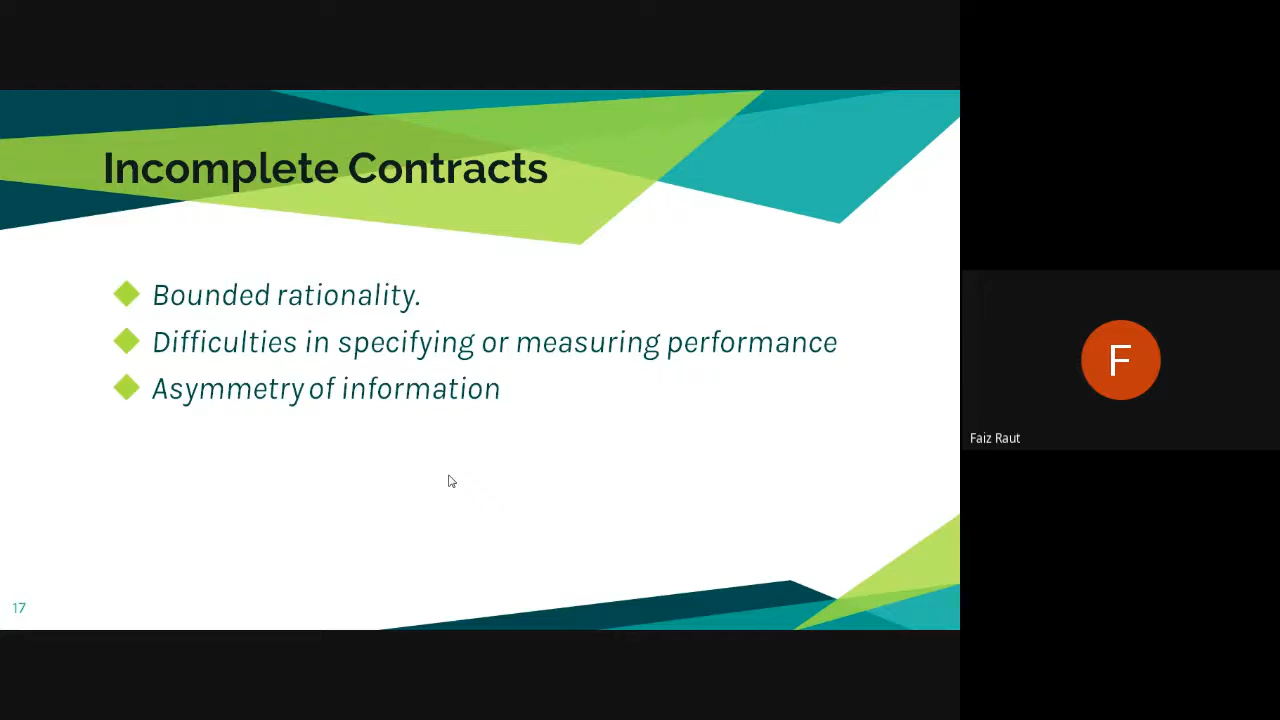 Incomplete Contracts
Bounded rationality.
Difficulties in specifying or measuring performance
Asymmetry of information
17
F
Faiz Raut